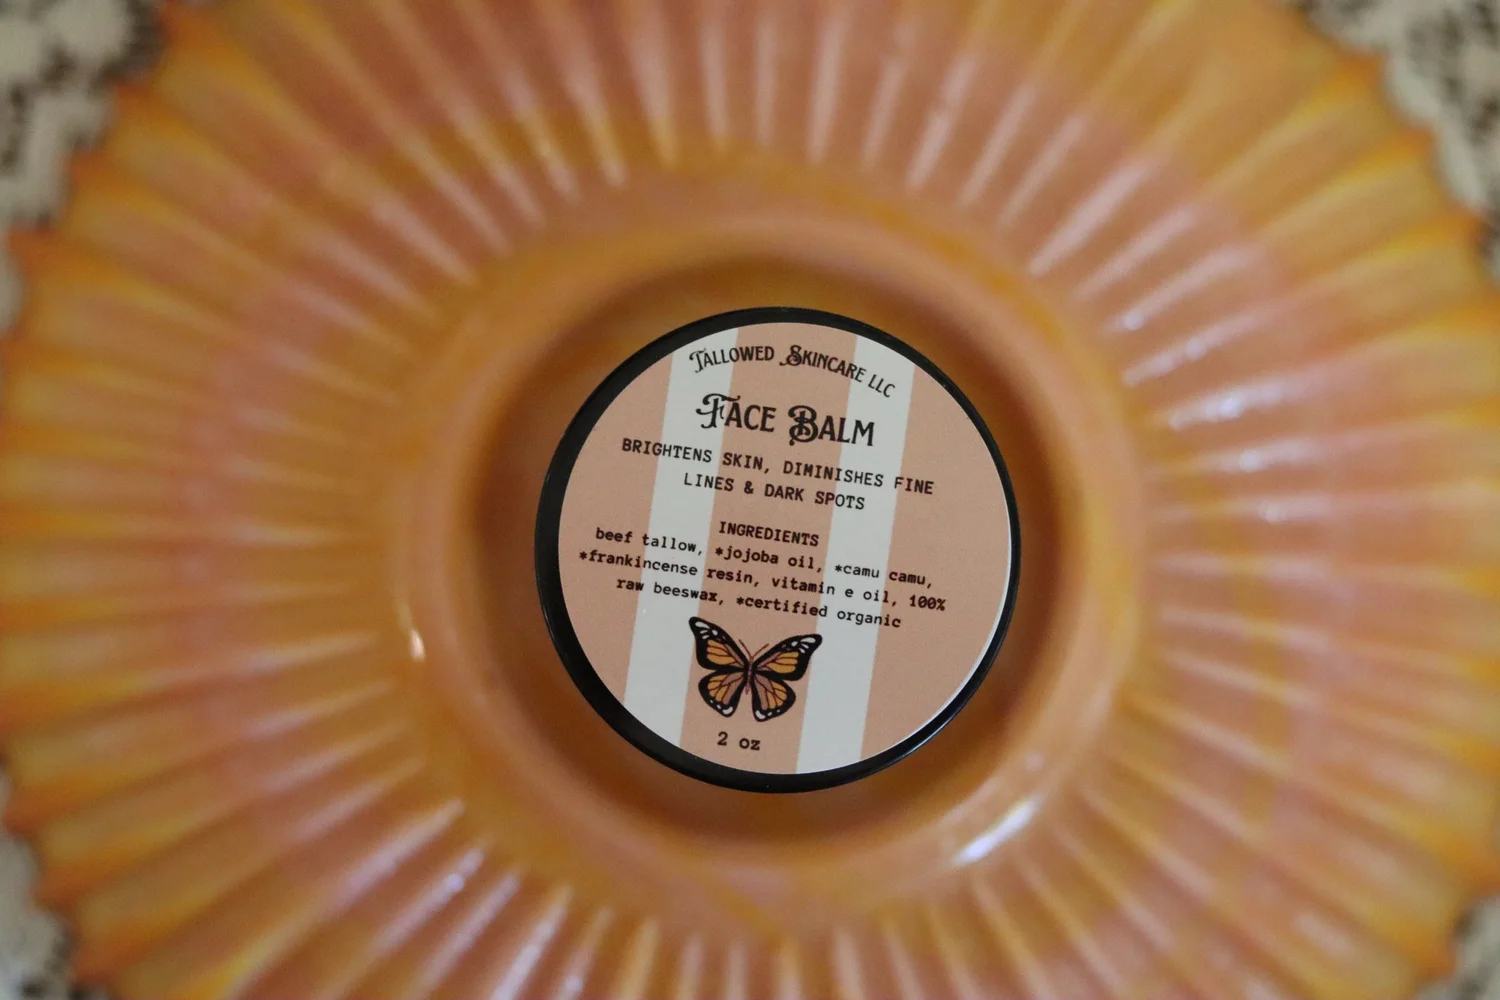 TALLOWED SKINCARE LLC
FACE BALM
BRIGHTENS SKIN, DIMINISHES FINE
LINES & DARK SPOTS
INGREDIENTS
beef tallow, *jojoba oil, *camu camu,
*frankincense resin, vitamin e oil, 100%
raw beeswax, *certified organic
2 oz